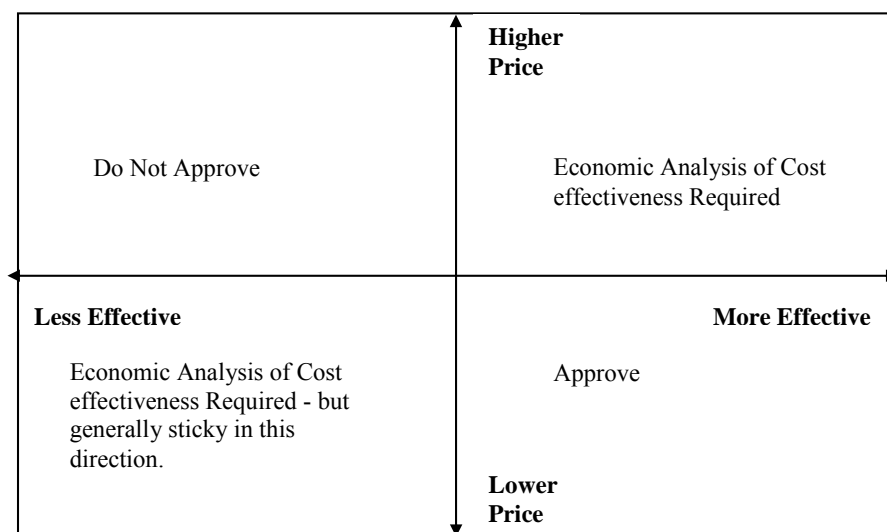 Higher
Price
Do Not Approve
Economic Analysis of Cost
effectiveness Required
Less Effective
More Effective
Economic Analysis of Cost
effectiveness Required - but
generally sticky in this
direction.
Approve
Lower
Price